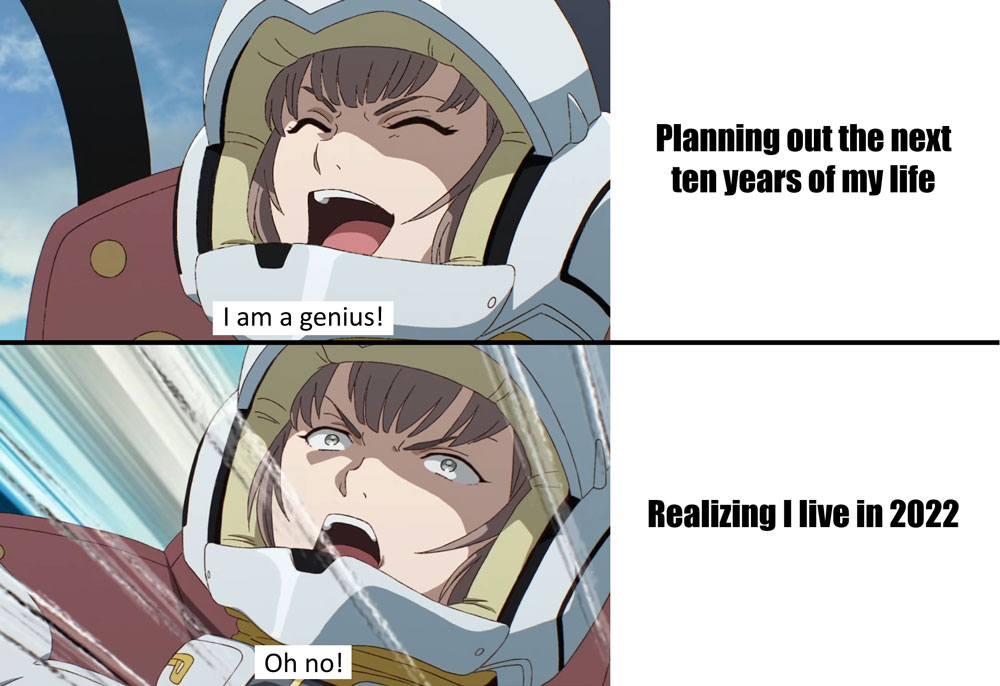 Planning out the next
ten years of my life
I am a genius!
Realizing I live in 2022
Oh no!